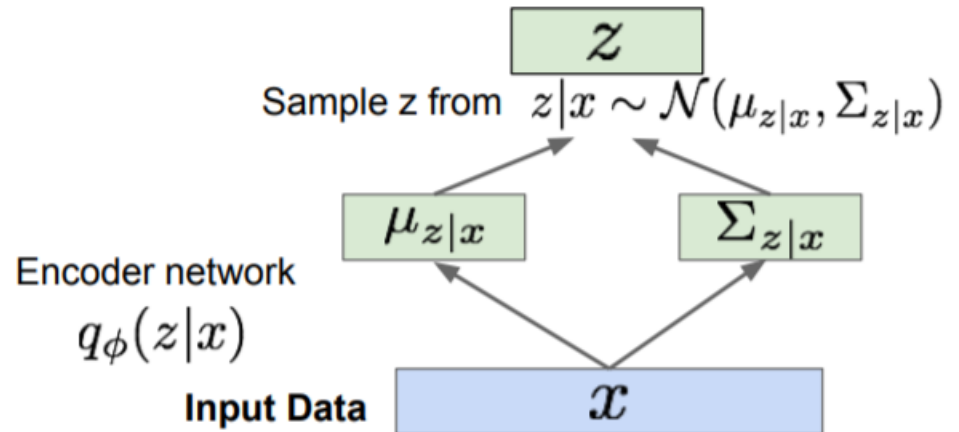 z
Sample z from z|x ∼ 𝒩(μ_{z|x}, Σ_{z|x})
μ_{z|x} Σ_{z|x}
Encoder network
q_ϕ(z|x)
Input Data x